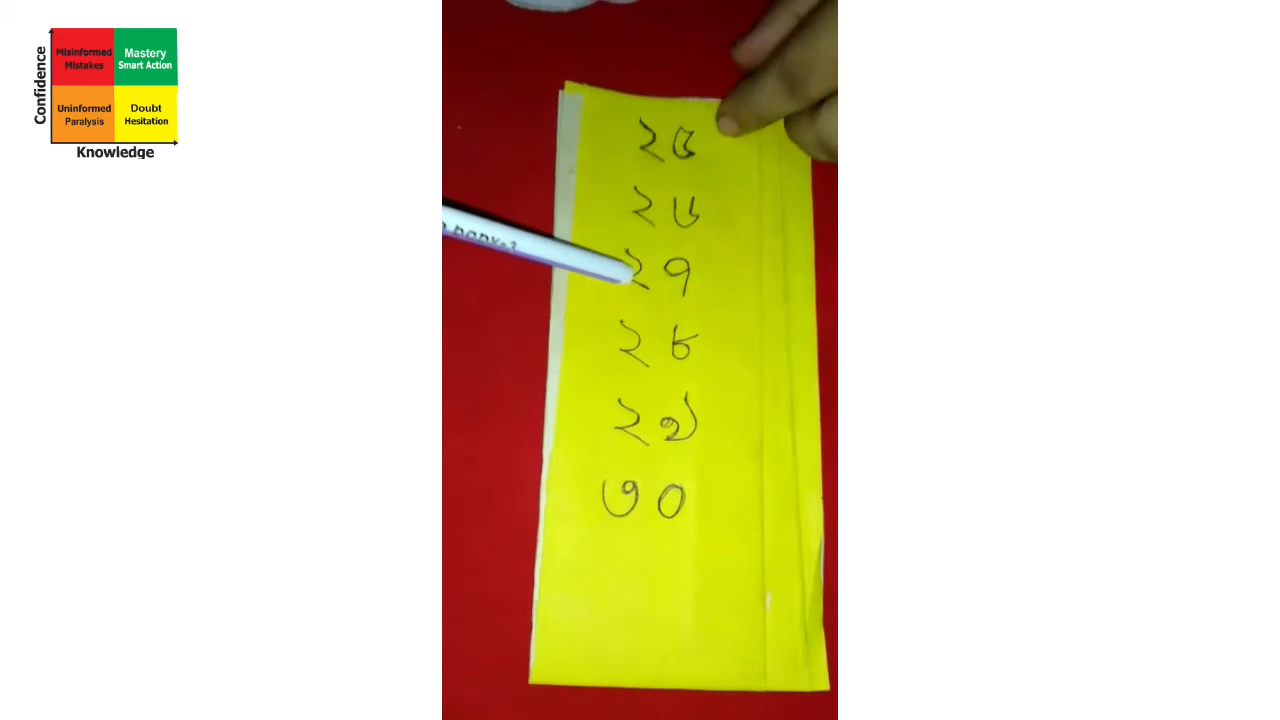 Confidence
Misinformed
Mistakes
Mastery
Smart Action
Uninformed
Paralysis
Doubt
Hesitation
Knowledge
২৫
২৬
২৭
২৮
২৯
৩০